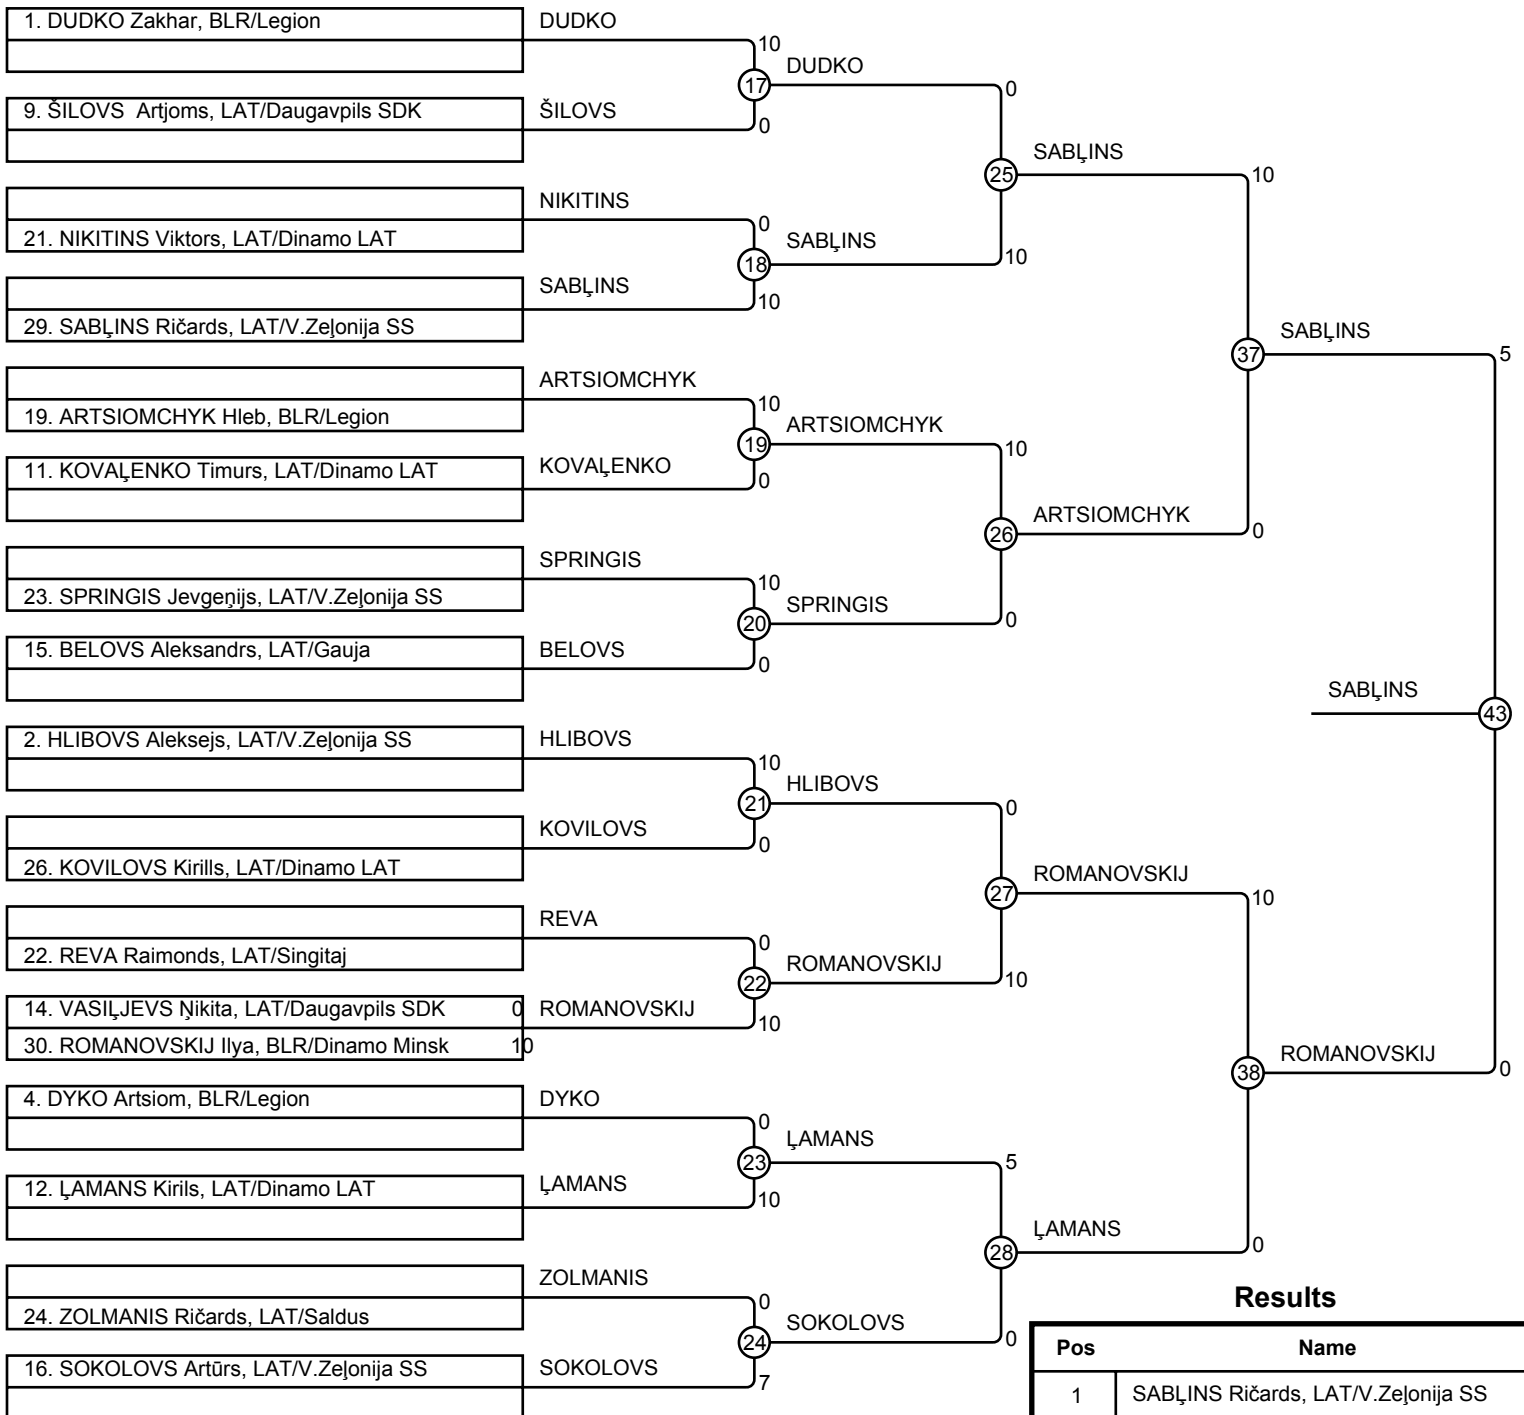 1. DUDKO Zakhar, BLR/Legion
9. ŠILOVS  Artjoms, LAT/Daugavpils SDK
21. NIKITINS Viktors, LAT/Dinamo LAT
29. SABĻINS Ričards, LAT/V.Zeļonija SS
19. ARTSIOMCHYK Hleb, BLR/Legion
11. KOVAĻENKO Timurs, LAT/Dinamo LAT
23. SPRINGIS Jevgeņijs, LAT/V.Zeļonija SS
15. BELOVS Aleksandrs, LAT/Gauja
2. HLIBOVS Aleksejs, LAT/V.Zeļonija SS
26. KOVILOVS Kirills, LAT/Dinamo LAT
22. REVA Raimonds, LAT/Singitaj
14. VASIĻJEVS Ņikita, LAT/Daugavpils SDK 0
30. ROMANOVSKIJ Ilya, BLR/Dinamo Minsk 10
4. DYKO Artsiom, BLR/Legion
12. ĻAMANS Kirils, LAT/Dinamo LAT
24. ZOLMANIS Ričards, LAT/Saldus
16. SOKOLOVS Artūrs, LAT/V.Zeļonija SS
DUDKO
10
17
ŠILOVS
0
NIKITINS
0
18
SABĻINS
10
ARTSIOMCHYK
10
19
KOVAĻENKO
0
SPRINGIS
10
20
BELOVS
0
HLIBOVS
10
21
KOVILOVS
0
REVA
0
22
ROMANOVSKIJ
10
DYKO
0
23
ĻAMANS
10
ZOLMANIS
0
24
SOKOLOVS
7
DUDKO
0
25
SABĻINS
10
ARTSIOMCHYK
10
26
SPRINGIS
0
HLIBOVS
0
27
ROMANOVSKIJ
10
ĻAMANS
5
28
SOKOLOVS
0
SABĻINS
10
37
ARTSIOMCHYK
0
ROMANOVSKIJ
10
38
ĻAMANS
0
SABĻINS
5
SABĻINS
43
ROMANOVSKIJ
0
Results
Pos Name
1 SABĻINS Ričards, LAT/V.Zeļonija SS